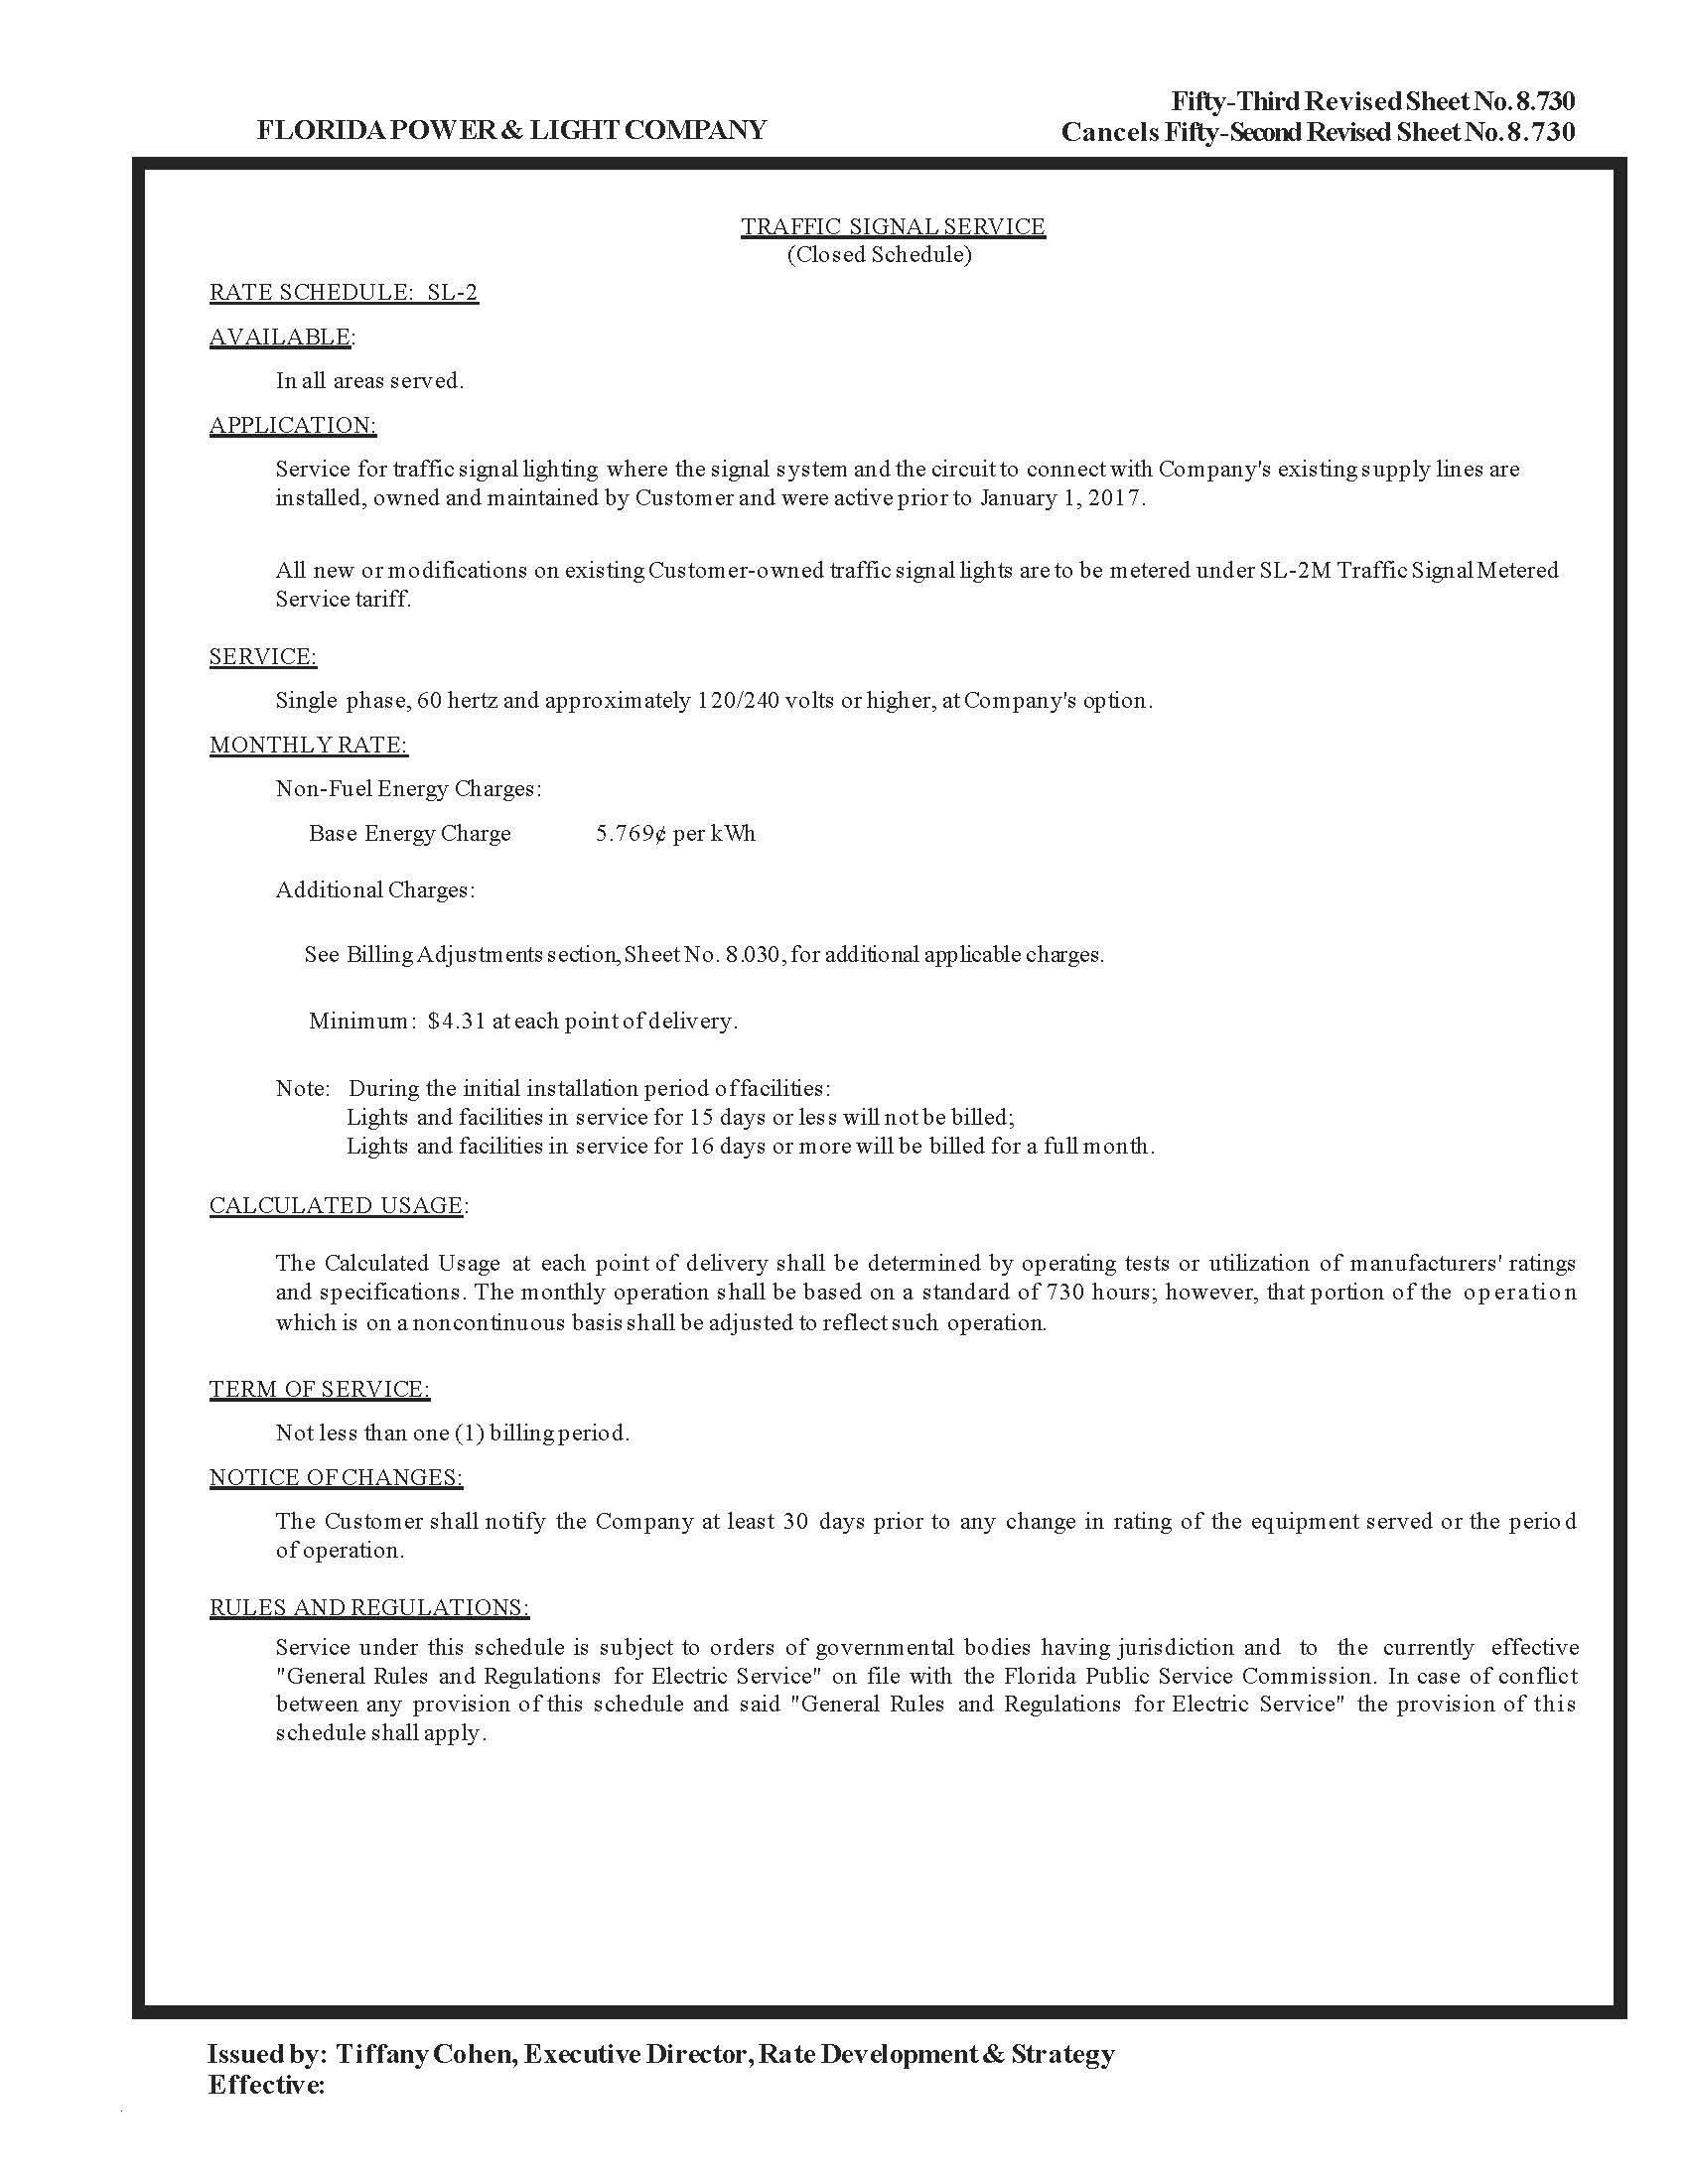 Fifty-Third Revised Sheet No. 8.730
FLORIDA POWER & LIGHT COMPANY
Cancels Fifty-Second Revised Sheet No. 8.730
TRAFFIC SIGNAL SERVICE
(Closed Schedule)
RATE SCHEDULE: SL-2
AVAILABLE:
In all areas served.
APPLICATION:
Service for traffic signal lighting where the signal system and the circuit to connect with Company's existing supply lines are
installed, owned and maintained by Customer and were active prior to January 1, 2017.
All new or modifications on existing Customer-owned traffic signal lights are to be metered under SL-2M Traffic Signal Metered
Service tariff.
SERVICE:
Single phase, 60 hertz and approximately 120/240 volts or higher, at Company's option.
MONTHLY RATE:
Non-Fuel Energy Charges:
Base Energy Charge 5.769¢ per kWh
Additional Charges:
See Billing Adjustments section, Sheet No. 8.030, for additional applicable charges.
Minimum: $4.31 at each point of delivery.
Note: During the initial installation period of facilities:
Lights and facilities in service for 15 days or less will not be billed;
Lights and facilities in service for 16 days or more will be billed for a full month.
CALCULATED USAGE:
The Calculated Usage at each point of delivery shall be determined by operating tests or utilization of manufacturers' ratings
and specifications. The monthly operation shall be based on a standard of 730 hours; however, that portion of the operation
which is on a noncontinuous basis shall be adjusted to reflect such operation.
TERM OF SERVICE:
Not less than one (1) billing period.
NOTICE OF CHANGES:
The Customer shall notify the Company at least 30 days prior to any change in rating of the equipment served or the period
of operation.
RULES AND REGULATIONS:
Service under this schedule is subject to orders of governmental bodies having jurisdiction and to the currently effective
"General Rules and Regulations for Electric Service" on file with the Florida Public Service Commission. In case of conflict
between any provision of this schedule and said "General Rules and Regulations for Electric Service" the provision of this
schedule shall apply.
Issued by: Tiffany Cohen, Executive Director, Rate Development & Strategy
Effective: